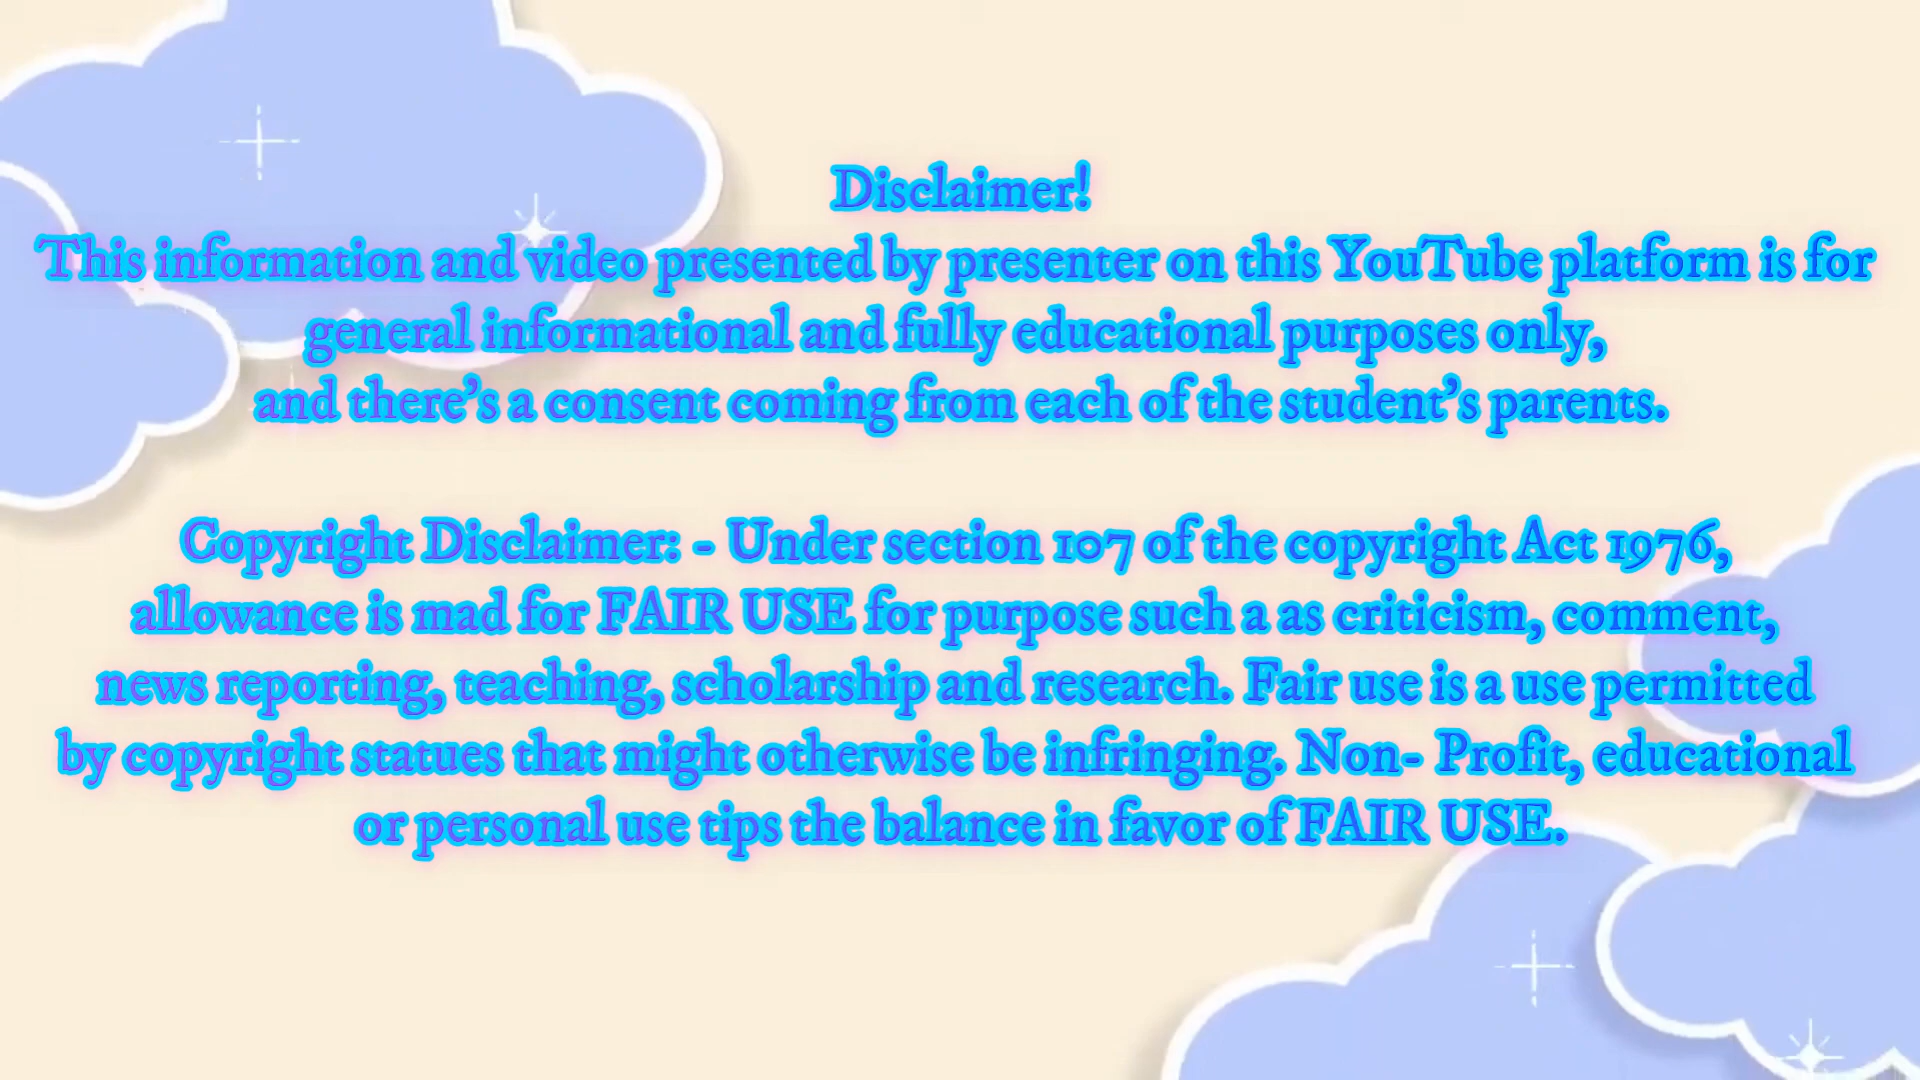 Disclaimer!
This information and video presented by presenter on this YouTube platform is for
general informational and fully educational purposes only,
and there's a consent coming from each of the student's parents.
Copyright Disclaimer: - Under section 107 of the copyright Act 1976,
allowance is mad for FAIR USE for purpose such a as criticism, comment,
news reporting, teaching, scholarship and research. Fair use is a use permitted
by copyright statues that might otherwise be infringing. Non- Profit, educational
or personal use tips the balance in favor of FAIR USE.